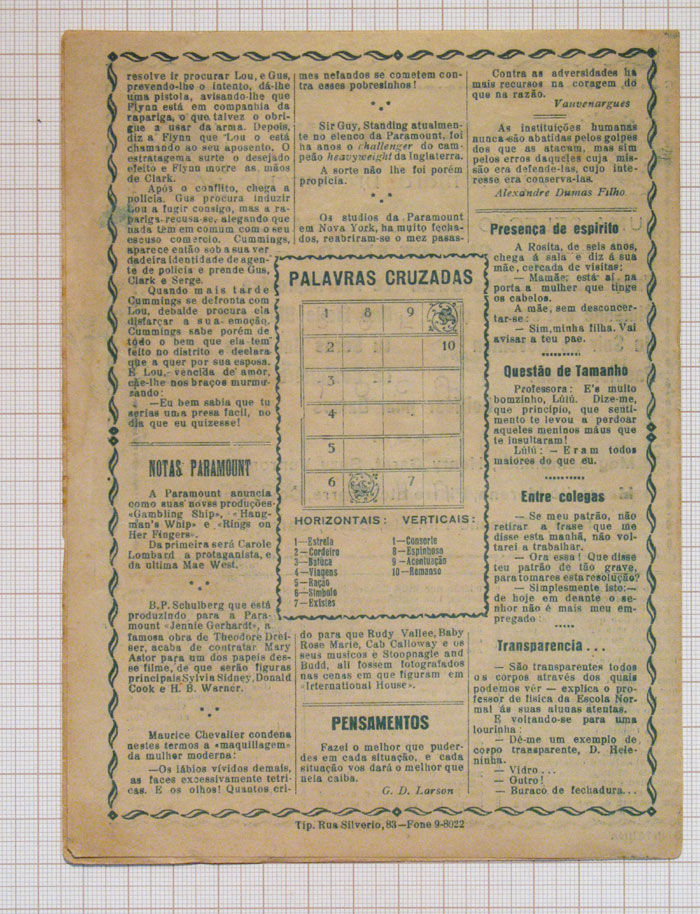 resolve ir procurar Lou, e Gus,
prevendo-lhe o intento, dá-lhe
uma pistola, avisando-lhe que
Flynn está em companhia da
rapariga, o que talvez o obri-
gue a usar da arma. Depois,
diz a Flynn que Lou o está
chamando ao seu aposento. O
estratagema surte o desejado
efeito e Flynn morre as mãos
de Clark.
Após o conflito, chega a
policia. Gus procura induzir
Lou a fugir consigo, mas a ra-
pariga recusa-se, alegando que
nada tem em comum com o seu
escuso comercio. Cummings,
aparece então sob a sua ver
dadeira identidade de agen-
te de policia e prende Gus,
Clark e Serge.
Quando mais tarde
Cummings se defronta com
Lou, debalde procura ela
disfarçar a sua emoção.
Cummings sabe porém de
todo o bem que ela tem
feito no distrito e declara
que a quer por sua esposa.
E Lou, vencida de amor,
cae-lhe nos braços murmu-
rando:
—Eu bem sabia que tu
serias uma presa facil, no
dia que eu quizesse!
NOTAS PARAMOUNT
A Paramount anuncia
como suas novas produções
«Gambling Ship», «Hang-
man's Whip» e «Rings on
Her Fingers».
Da primeira será Carole
Lombard a protaganista, e
da ultima Mae West.
B. P. Schulberg que está
produzindo para a Para-
mount «Jennie Gerhardt», a
famosa obra de Theodore Drei-
ser, acaba de contratar Mary
Astor para um dos papeis des-
se filme, de que serão figuras
principais Sylvia Sidney, Donald
Cook e H. B. Warner.
Maurice Chevalier condena
nestes termos a «maquillagem»
da mulher moderna:
—Os lábios vividos demais,
as faces excessivamente tetri-
cas. E os olhos! Quantos cri-
mes nefandos se cometem con-
tra esses pobresinhos!
Sir Guy, Standing atualmen-
te no elenco da Paramount, foi
ha anos o challenger do cam-
peão heavyweight da Inglaterra.
A sorte não lhe foi porém
propicia.
Os studios da Paramount
em Nova York, ha muito fecha-
dos, reabriram-se o mez pasas-
PALAVRAS CRUZADAS
1 8 9
2 10
3
4
5
6 7
HORIZONTAIS: VERTICAIS:
1—Estrela
2—Cordeiro
3—Batuca
4—Viagens
5—Ração
6—Simbolo
7—Existes
1—Consorte
8—Espinhoso
9—Acentuação
10—Remanso
do para que Rudy Vallee, Baby
Rose Marie, Cab Calloway e os
seus musicos e Stoopnagle and
Budd, ali fossem fotografados
nas cenas em que figuram em
«Iternational House».
PENSAMENTOS
Fazei o melhor que puder-
des em cada situação, e cada
situação vos dará o melhor que
nela caiba.
G. D. Larson
Contra as adversidades ha
mais recursos na coragem do
que na razão.
Vauvenargues
As instituições humanas
nunca são abatidas pelos golpes
dos que as atacam, mas sim
pelos erros daqueles cuja mis-
são era defende-las, cujo inte-
resse era conserva-las.
Alexandre Dumas Filho
Presença de espirito
A Rosita, de seis anos,
chega á sala e diz á sua
mãe, cercada de visitas:
— Mamãe, está aí na
porta a mulher que tinge
os cabelos.
A mãe, sem desconcer-
tar-se:
— Sim, minha filha. Vai
avisar a teu pae.
Questão de Tamanho
Professora: E's muito
bomzinho, Lúlú. Dize-me,
que principio, que senti-
mento te levou a perdoar
aqueles meninos máus que
te insultaram!
Lúlú: — Eram todos
maiores do que eu.
Entre colegas
— Se meu patrão, não
retirar a frase que me
disse esta manhã, não vol-
tarei a trabalhar.
— Ora essa! Que disse
teu patrão de tão grave,
para tomares esta resolução?
— Simplesmente isto:—
de hoje em deante o se-
nhor não é mais meu em-
pregado.
Transparencia...
— São transparentes todos
os corpos através dos quais
podemos vêr — explica o pro-
fessor de fisica da Escola Nor-
mal ás suas alunas atentas.
E voltando-se para uma
lourinha:
— Dê-me um exemplo de
corpo transparente, D. Hele-
ninha.
— Vidro...
— Outro!
— Buraco de fechadura...
Tip. Rua Silverio, 83—Fone 9-8022